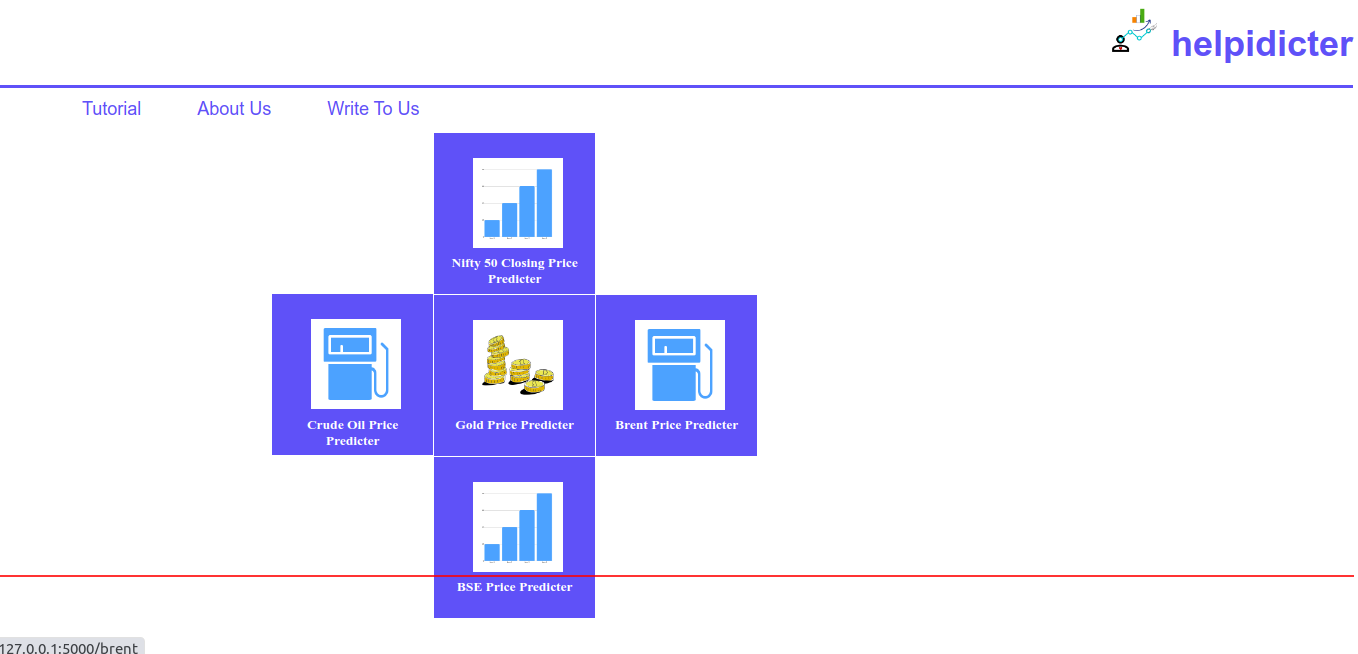 helpidicter
Tutorial About Us Write To Us
Nifty 50 Closing Price
Predicter
Crude Oil Price
Predicter
Gold Price Predicter
Brent Price Predicter
BSE Price Predicter
127.0.0.1:5000/brent